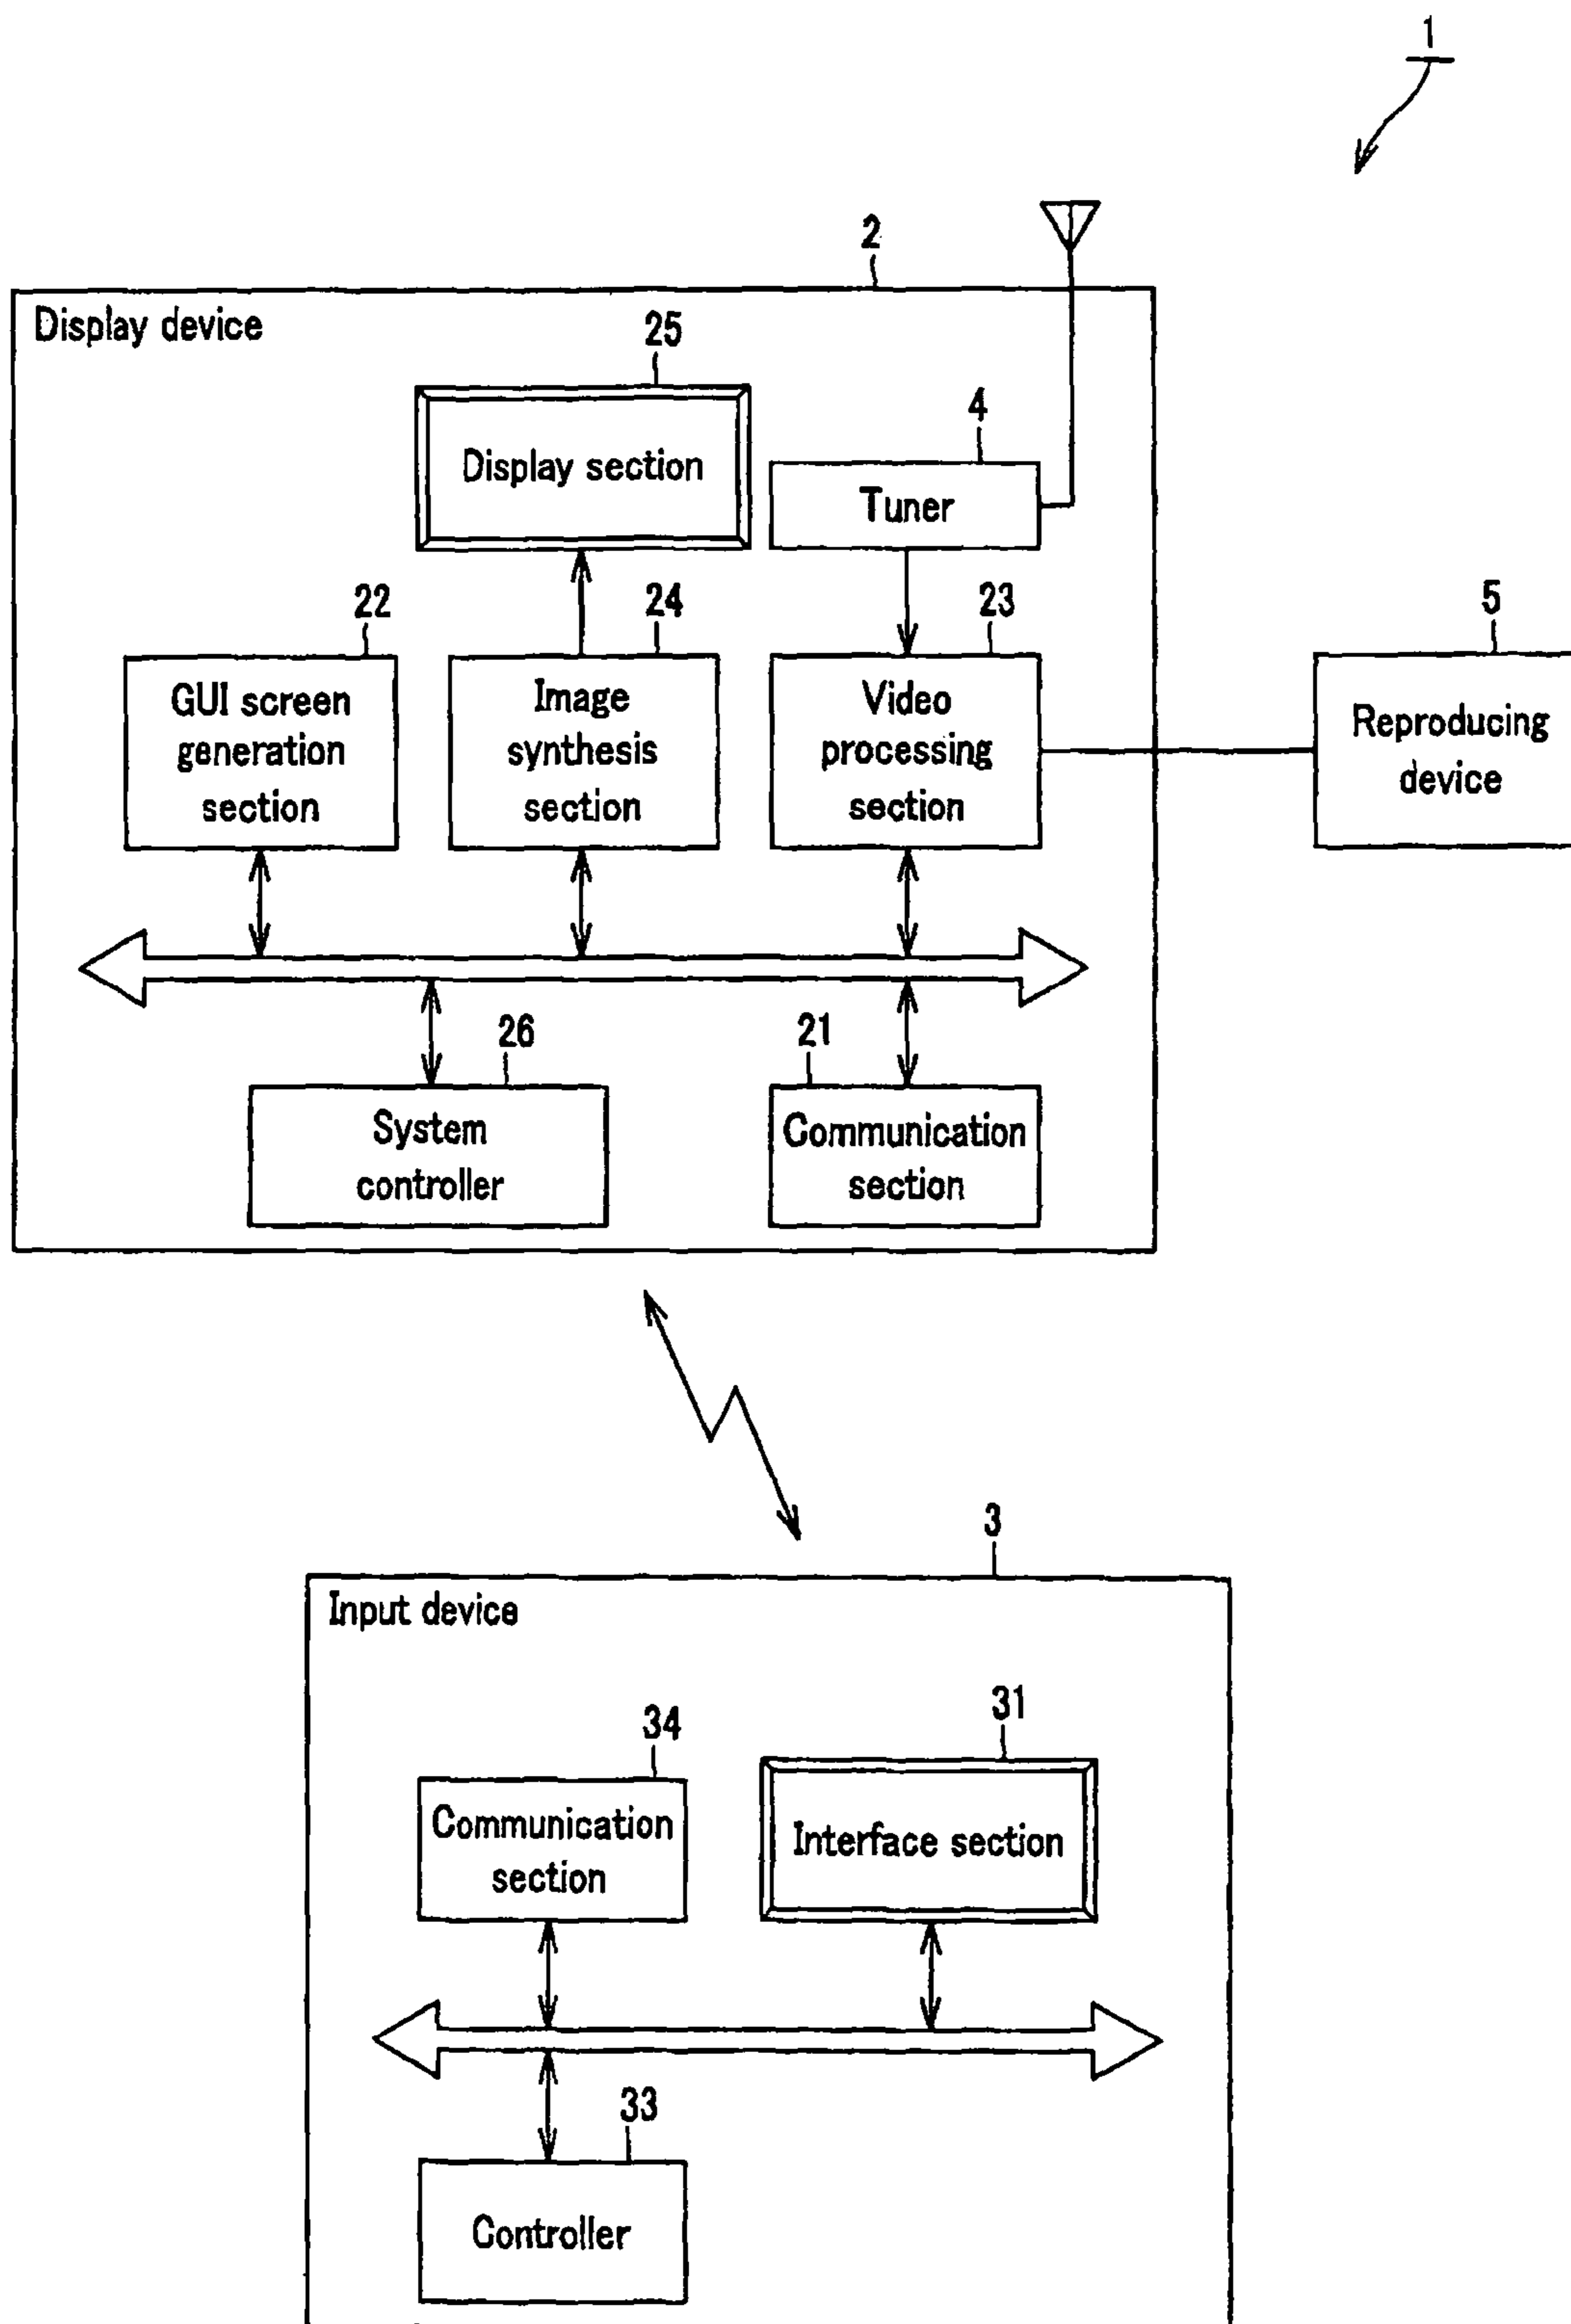 1
2
Display device
25
Display section
4
Tuner
22
GUI screen
generation
section
24
Image
synthesis
section
23
Video
processing
section
5
Reproducing
device
26
System
controller
21
Communication
section
3
Input device
34
Communication
section
31
Interface section
33
Controller